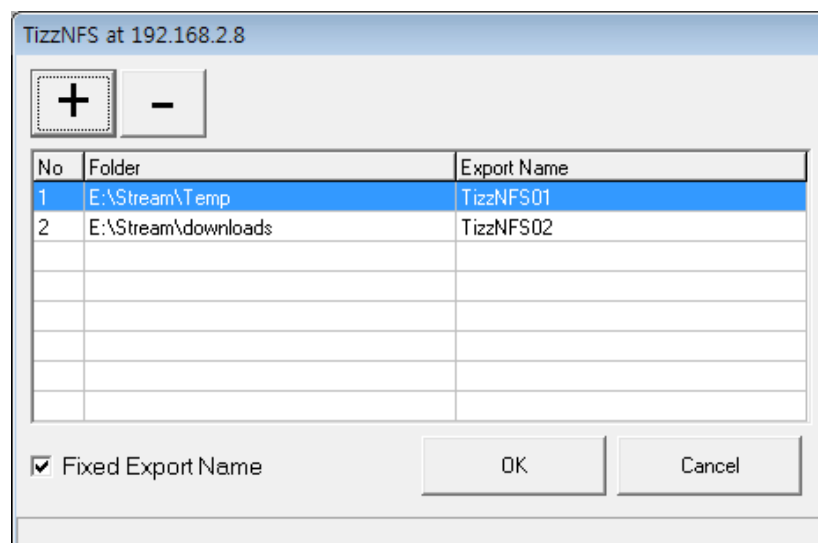 TizzNFS at 192.168.2.8
+ -
No Folder Export Name
1 E:\Stream\Temp TizzNFS01
2 E:\Stream\downloads TizzNFS02
Fixed Export Name OK Cancel